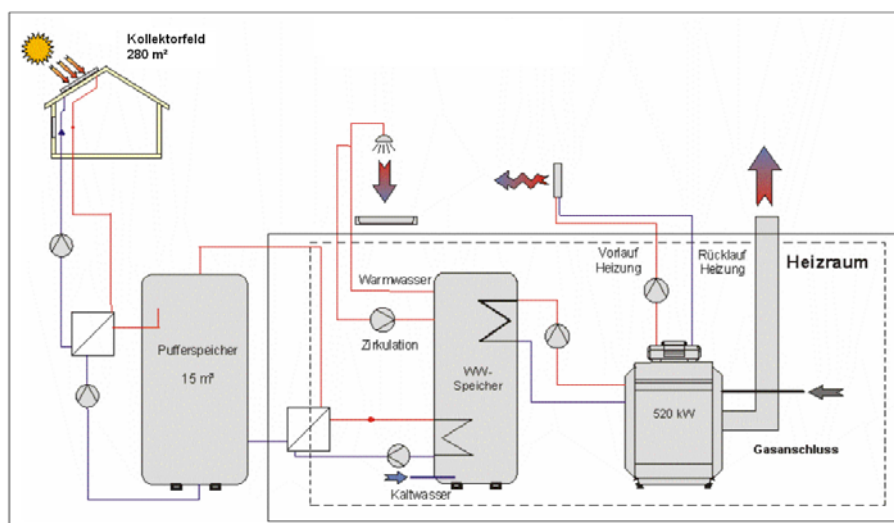 Kollektorfeld
280 m²
Vorlauf
Heizung
Rücklauf
Heizung
Heizraum
Warmwasser
Zirkulation
Pufferspeicher
15 m³
WW-
Speicher
520 kW
Gasanschluss
Kaltwasser